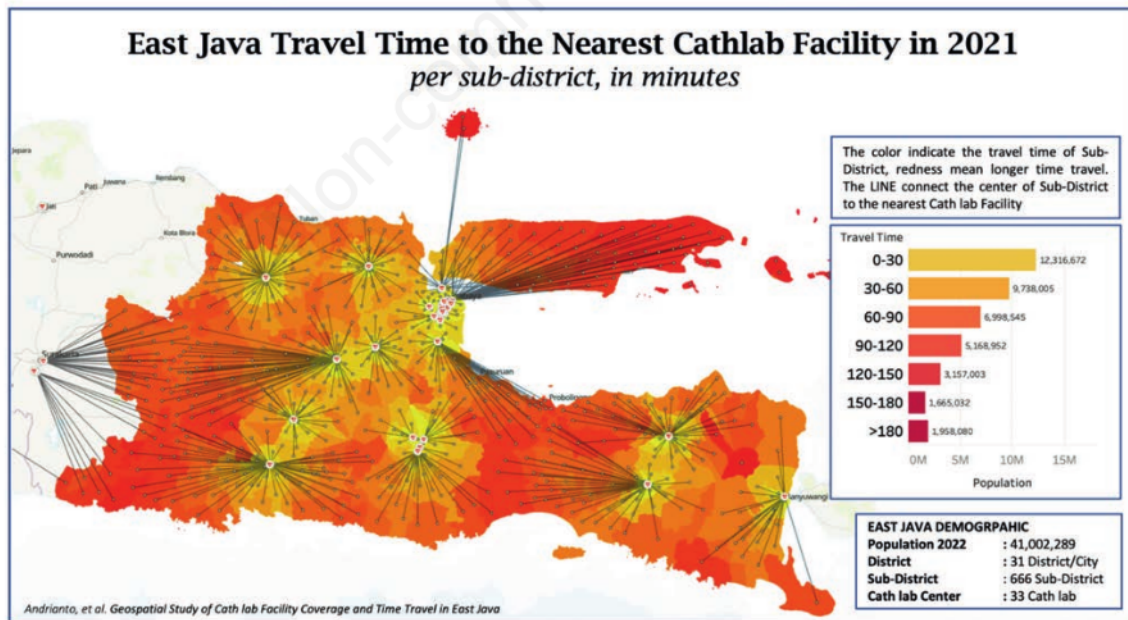 East Java Travel Time to the Nearest Cathlab Facility in 2021
per sub-district, in minutes
The color indicate the travel time of Sub-
District, redness mean longer time travel.
The LINE connect the center of Sub-District
to the nearest Cath lab Facility
Travel Time
0-30 12,316,672
30-60 9,738,005
60-90 6,998,545
90-120 5,168,952
120-150 3,157,003
150-180 1,665,032
>180 1,958,080
0M 5M 10M 15M
Population
EAST JAVA DEMOGRPAHIC
Population 2022 : 41,002,289
District : 31 District/City
Sub-District : 666 Sub-District
Cath lab Center : 33 Cath lab
Jepara
Pati
Juwana
Rembang
Jati
Kota Blora
Purwodadi
Tuban
Andrianto, et al. Geospatial Study of Cath lab Facility Coverage and Time Travel in East Java